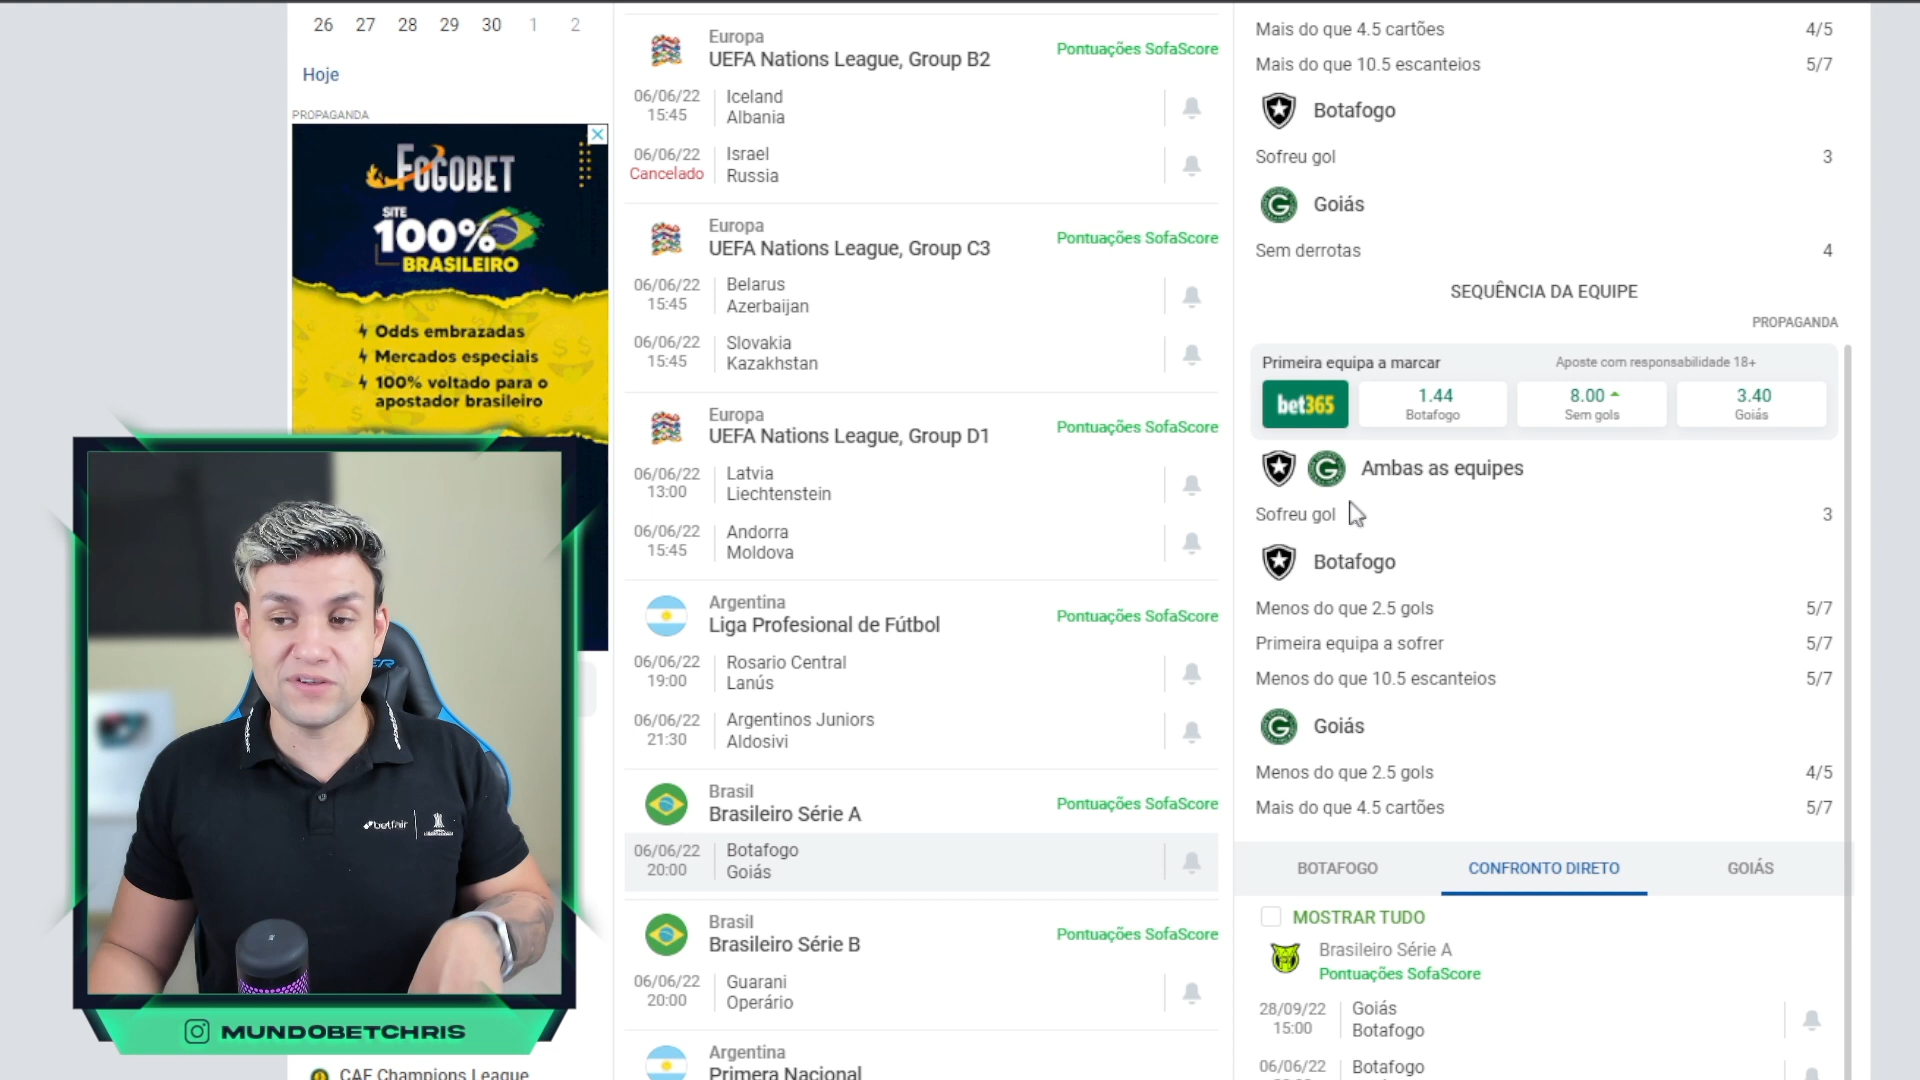 26 27 28 29 30 1 2
Hoje
PROPAGANDA
FOGOBET
SITE
100%
BRASILEIRO
Odds embrazadas
Mercados especiais
100% voltado para o
apostador brasileiro
betfair
MUNDOBETCHRIS
CAF Champions League
Europa
UEFA Nations League, Group B2
Pontuações SofaScore
06/06/22 Iceland
15:45 Albania
06/06/22 Israel
Cancelado Russia
Europa
UEFA Nations League, Group C3
Pontuações SofaScore
06/06/22 Belarus
15:45 Azerbaijan
06/06/22 Slovakia
15:45 Kazakhstan
Europa
UEFA Nations League, Group D1
Pontuações SofaScore
06/06/22 Latvia
13:00 Liechtenstein
06/06/22 Andorra
15:45 Moldova
Argentina
Liga Profesional de Fútbol
Pontuações SofaScore
06/06/22 Rosario Central
19:00 Lanús
06/06/22 Argentinos Juniors
21:30 Aldosivi
Brasil
Brasileiro Série A
Pontuações SofaScore
06/06/22 Botafogo
20:00 Goiás
Brasil
Brasileiro Série B
Pontuações SofaScore
06/06/22 Guarani
20:00 Operário
Argentina
Primera Nacional
Mais do que 4.5 cartões 4/5
Mais do que 10.5 escanteios 5/7
Botafogo
Sofreu gol 3
Goiás
Sem derrotas 4
SEQUÊNCIA DA EQUIPE
PROPAGANDA
Primeira equipa a marcar Aposte com responsabilidade 18+
bet365 1.44 8.00 3.40
Botafogo Sem gols Goiás
Ambas as equipes
Sofreu gol 3
Botafogo
Menos do que 2.5 gols 5/7
Primeira equipa a sofrer 5/7
Menos do que 10.5 escanteios 5/7
Goiás
Menos do que 2.5 gols 4/5
Mais do que 4.5 cartões 5/7
BOTAFOGO CONFRONTO DIRETO GOIÁS
MOSTRAR TUDO
Brasileiro Série A
Pontuações SofaScore
28/09/22 Goiás
15:00 Botafogo
06/06/22 Botafogo